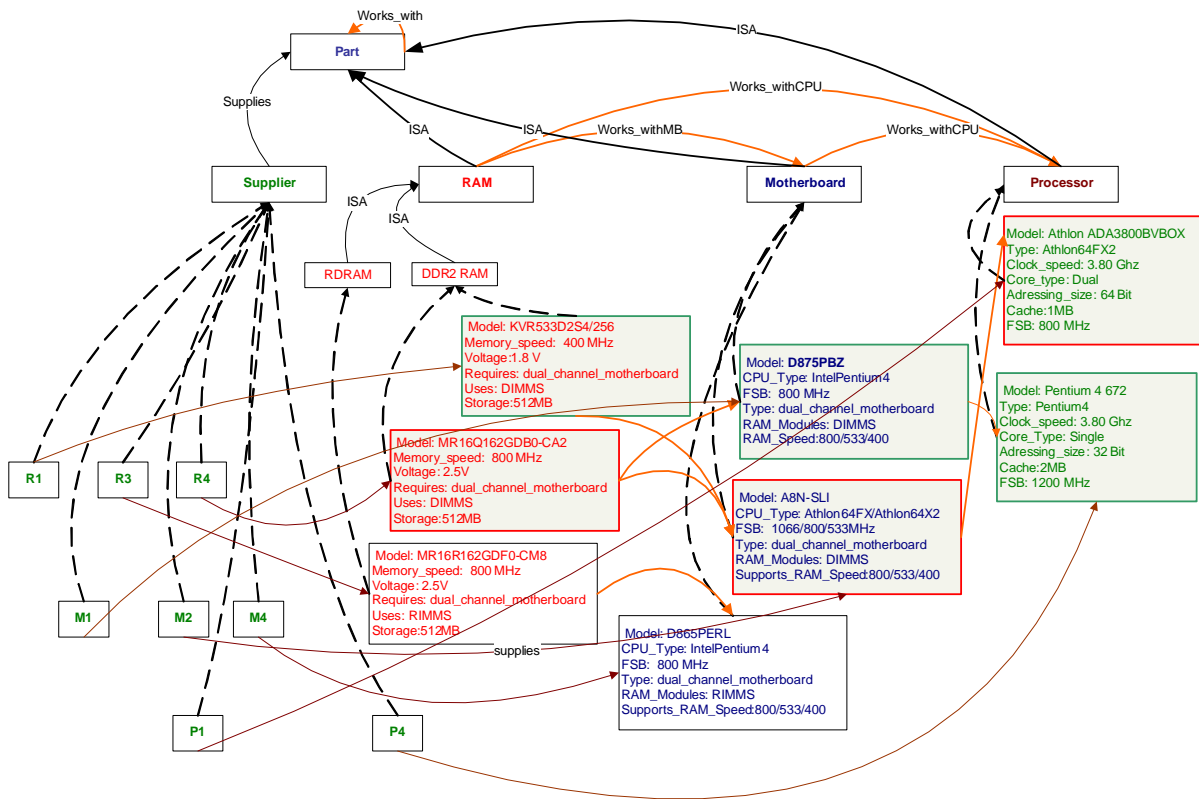 Works_with
ISA
Part
Works_withCPU
Supplies
ISA
Works_withMB
ISA
Works_withCPU
Supplier
RAM
Motherboard
Processor
ISA
ISA
RDRAM
DDR2 RAM
Model: Athlon ADA3800BVBOX
Type: Athlon64FX2
Clock_speed: 3.80 Ghz
Core_type: Dual
Adressing_size: 64 Bit
Cache:1MB
FSB: 800 MHz
Model: KVR533D2S4/256
Memory_speed: 400 MHz
Voltage:1.8 V
Requires: dual_channel_motherboard
Uses: DIMMS
Storage:512MB
Model: D875PBZ
CPU_Type: IntelPentium4
FSB: 800 MHz
Type: dual_channel_motherboard
RAM_Modules: DIMMS
RAM_Speed:800/533/400
Model: Pentium 4 672
Type: Pentium4
Clock_speed: 3.80 Ghz
Core_Type: Single
Adressing_size: 32 Bit
Cache:2MB
FSB: 1200 MHz
Model: MR16Q162GDB0-CA2
Memory_speed: 800 MHz
Voltage: 2.5V
Requires: dual_channel_motherboard
Uses: DIMMS
Storage:512MB
R1
R3
R4
Model: A8N-SLI
CPU_Type: Athlon64FX/Athlon64X2
FSB: 1066/800/533MHz
Type: dual_channel_motherboard
RAM_Modules: DIMMS
Supports_RAM_Speed:800/533/400
Model: MR16R162GDF0-CM8
Memory_speed: 800 MHz
Voltage: 2.5V
Requires: dual_channel_motherboard
Uses: RIMMS
Storage:512MB
M1
M2
M4
supplies
Model: D865PERL
CPU_Type: IntelPentium4
FSB: 800 MHz
Type: dual_channel_motherboard
RAM_Modules: RIMMS
Supports_RAM_Speed:800/533/400
P1
P4